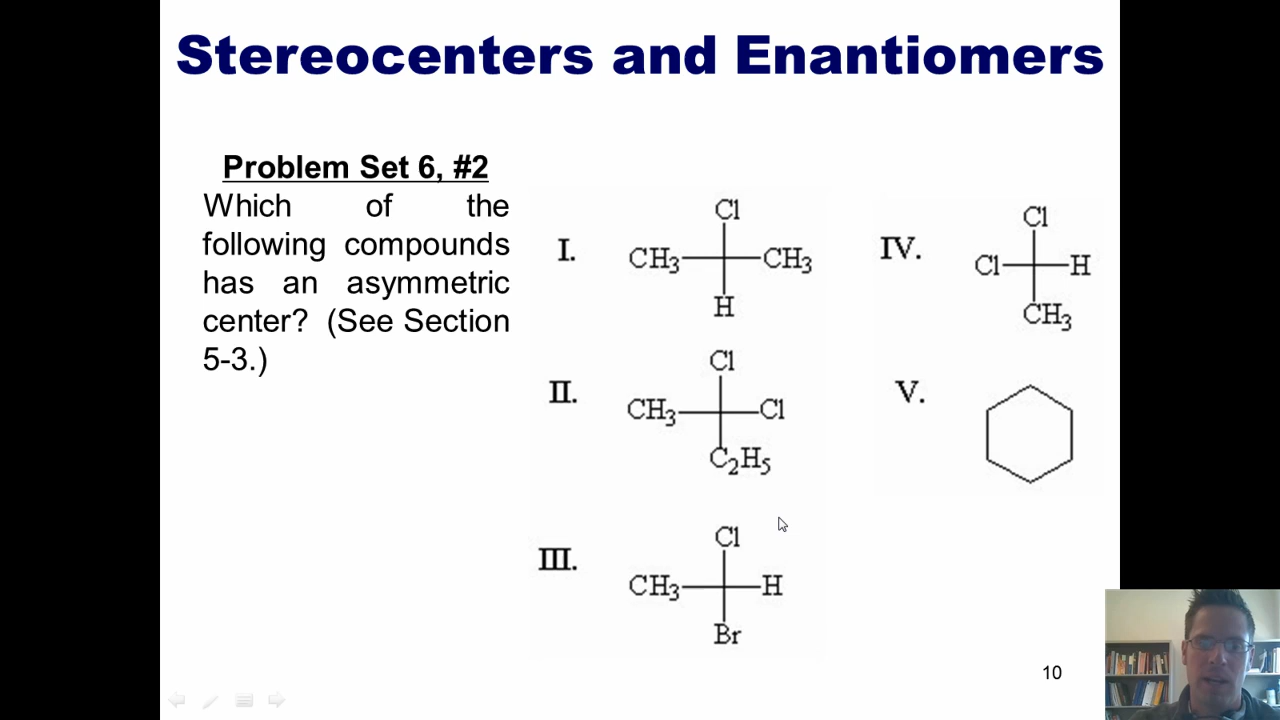 Stereocenters and Enantiomers
Problem Set 6, #2
Which of the
following compounds
has an asymmetric
center? (See Section
5-3.)
I.
Cl
CH₃ CH₃
H
II.
Cl
CH₃ Cl
C₂H₅
III.
Cl
CH₃ H
Br
IV.
Cl
Cl H
CH₃
V.
10